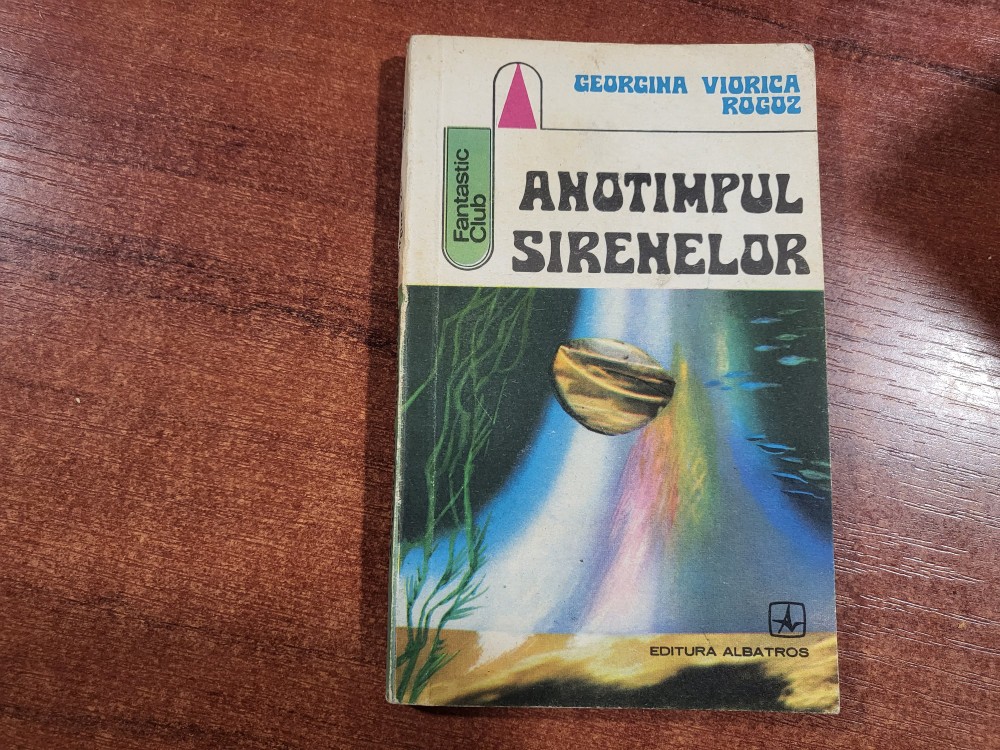 GEORGINA VIORICA
ROGOZ
Fantastic
Club
ANOTIMPUL
SIRENELOR
EDITURA ALBATROS